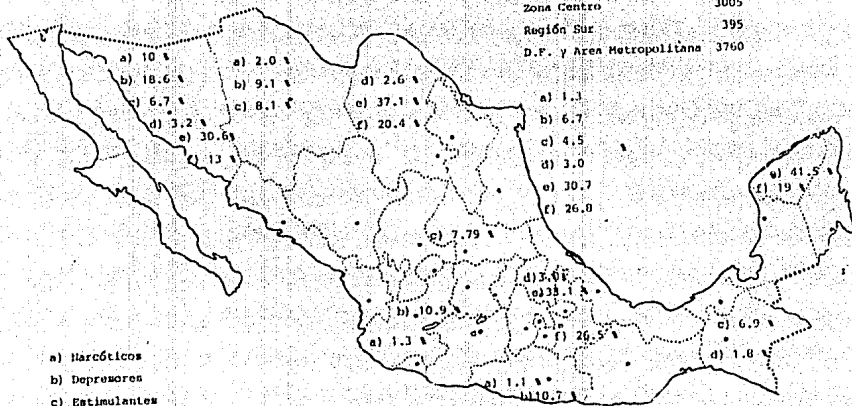 Zona Centro 3005
Región Sur 395
D.F. y Area Metropolitana 3760
a) 10 %
b) 18.6 %
c) 6.7 %
d) 3.2 %
e) 30.6%
f) 13 %
a) 2.0 %
b) 9.1 %
c) 8.1 %
d) 2.6 %
e) 37.1 %
f) 20.4 %
a) 1.3
b) 6.7
c) 4.5
d) 3.0
e) 30.7
f) 26.8
%
e) 41.5 %
f) 19 %
c) 7.79 %
d) 3.0%
e) 33.1 %
b) 10.9 %
a) 1.3 %
f) 26.5 %
c) 6.9 %
d) 1.8 %
a) 1.1 %
b) 10.7 %
a) Narcóticos
b) Depresores
c) Estimulantes